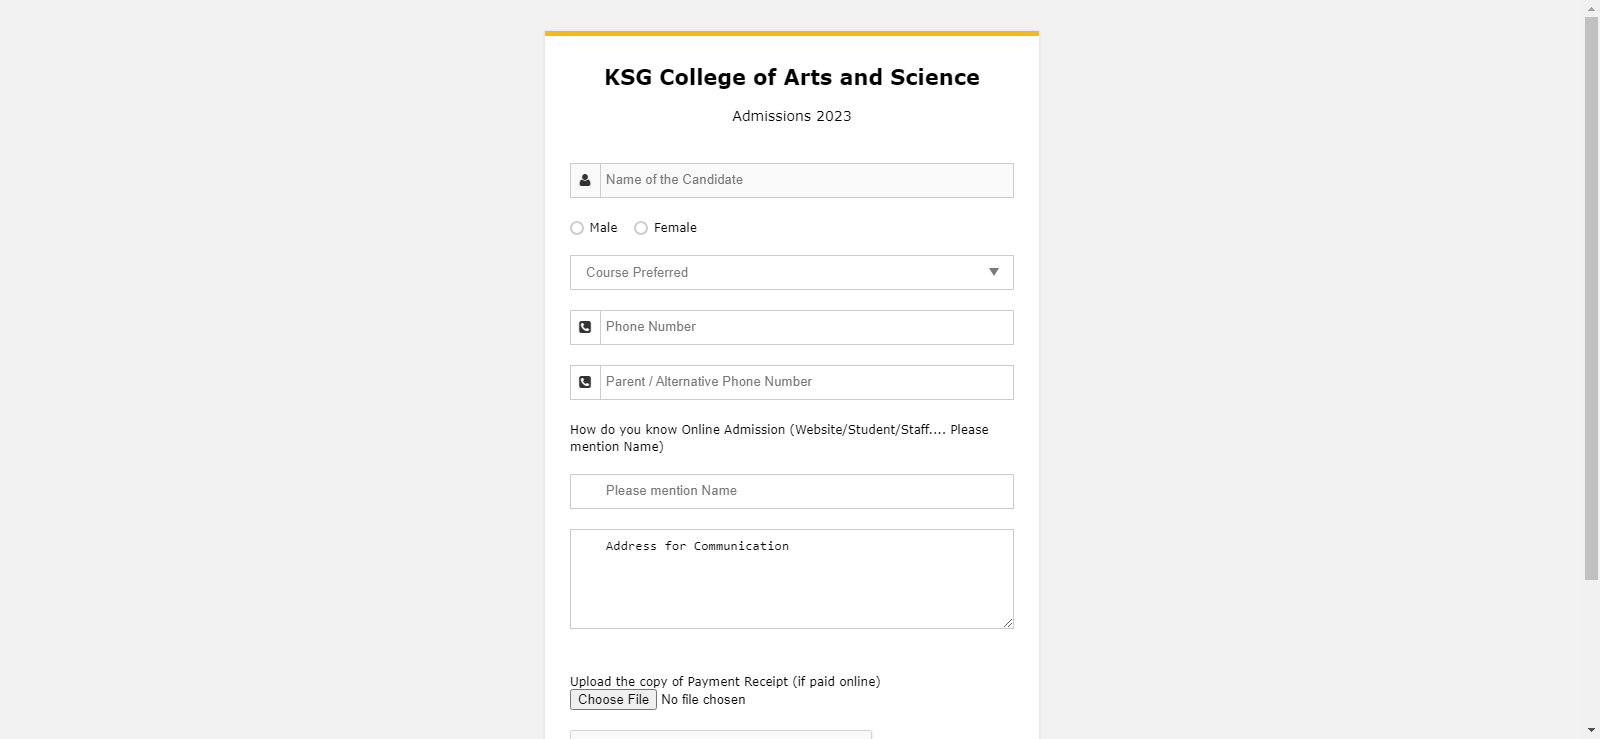 KSG College of Arts and Science
Admissions 2023
Name of the Candidate
Male Female
Course Preferred
Phone Number
Parent / Alternative Phone Number
How do you know Online Admission (Website/Student/Staff.... Please
mention Name)
Please mention Name
Address for Communication
Upload the copy of Payment Receipt (if paid online)
Choose File No file chosen